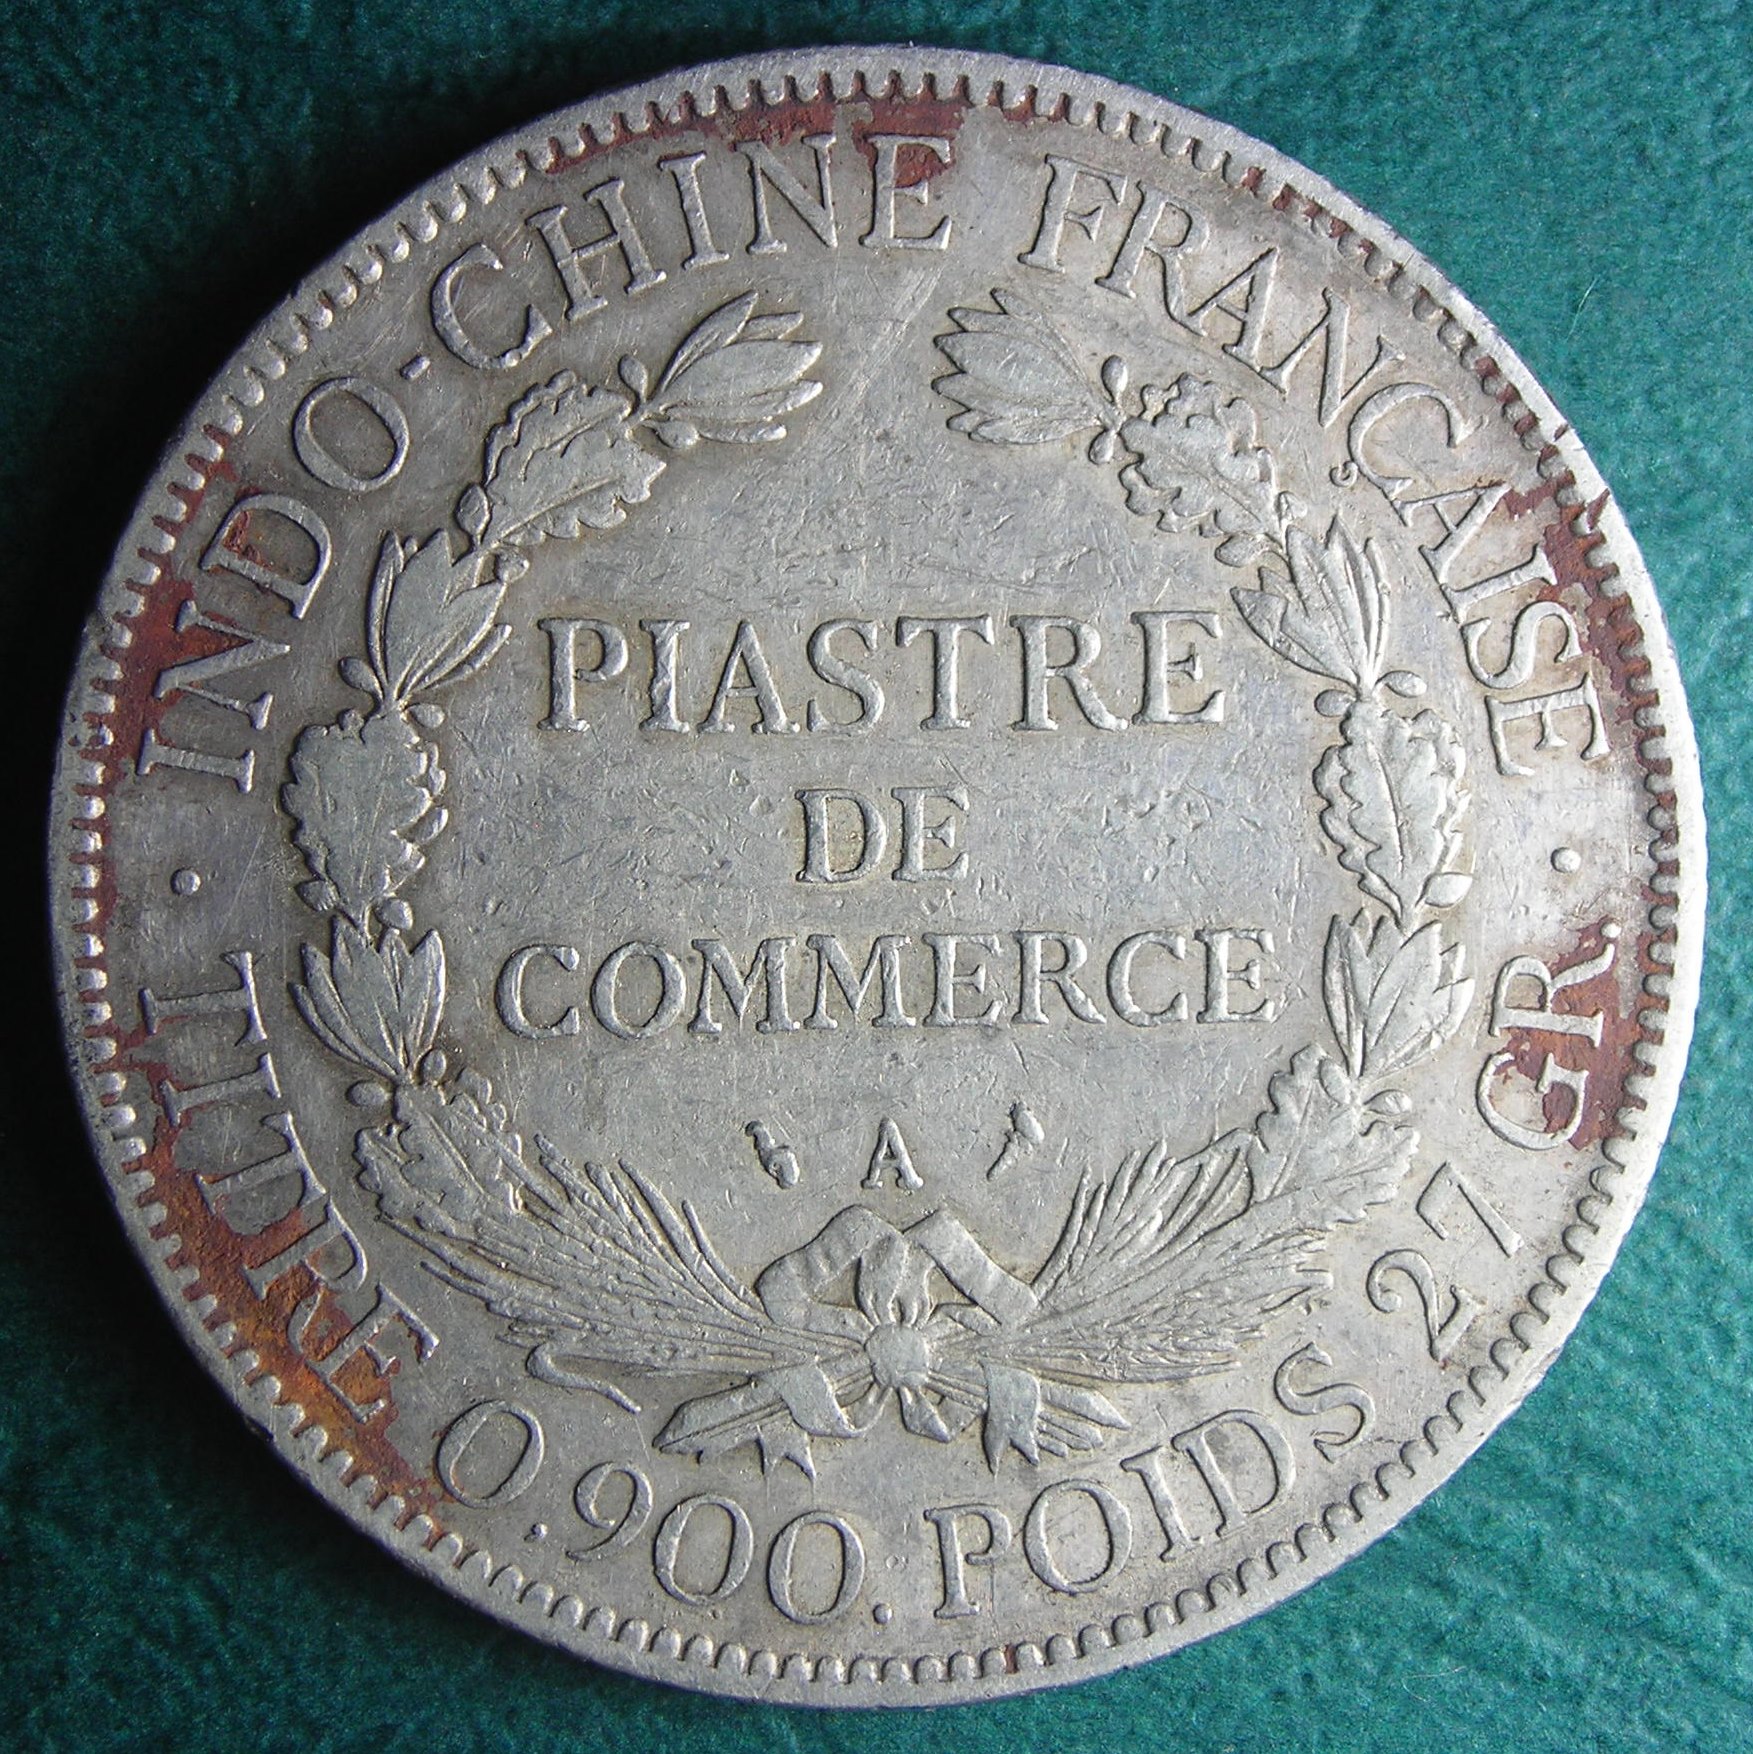 INDO-CHINE FRANÇAISE
PIASTRE
DE
COMMERCE
A
TITRE 0,900. POIDS 27 GR.